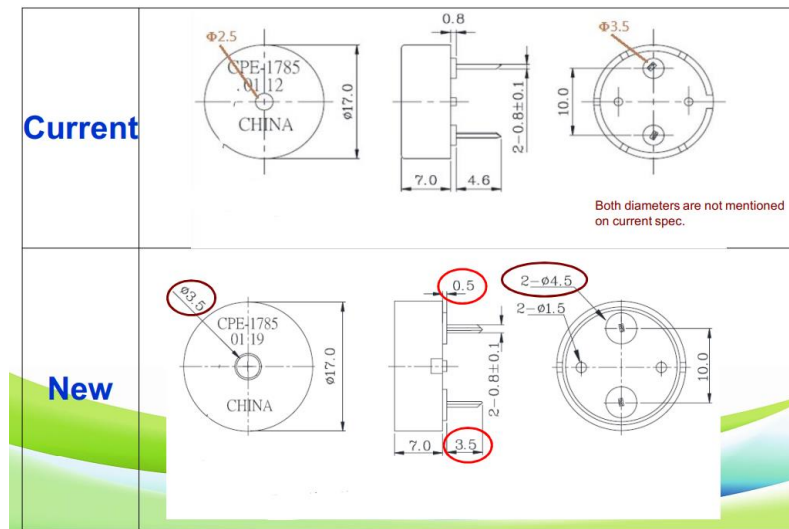 Current
Φ2.5
CPE-1785
.01 12
CHINA
ø17.0
0.8
2-0.8±0.1
7.0
4.6
Φ3.5
10.0
Both diameters are not mentioned
on current spec.
New
ø3.5
CPE-1785
01 19
CHINA
ø17.0
0.5
2-0.8±0.1
7.0
3.5
2-ø4.5
2-ø1.5
10.0